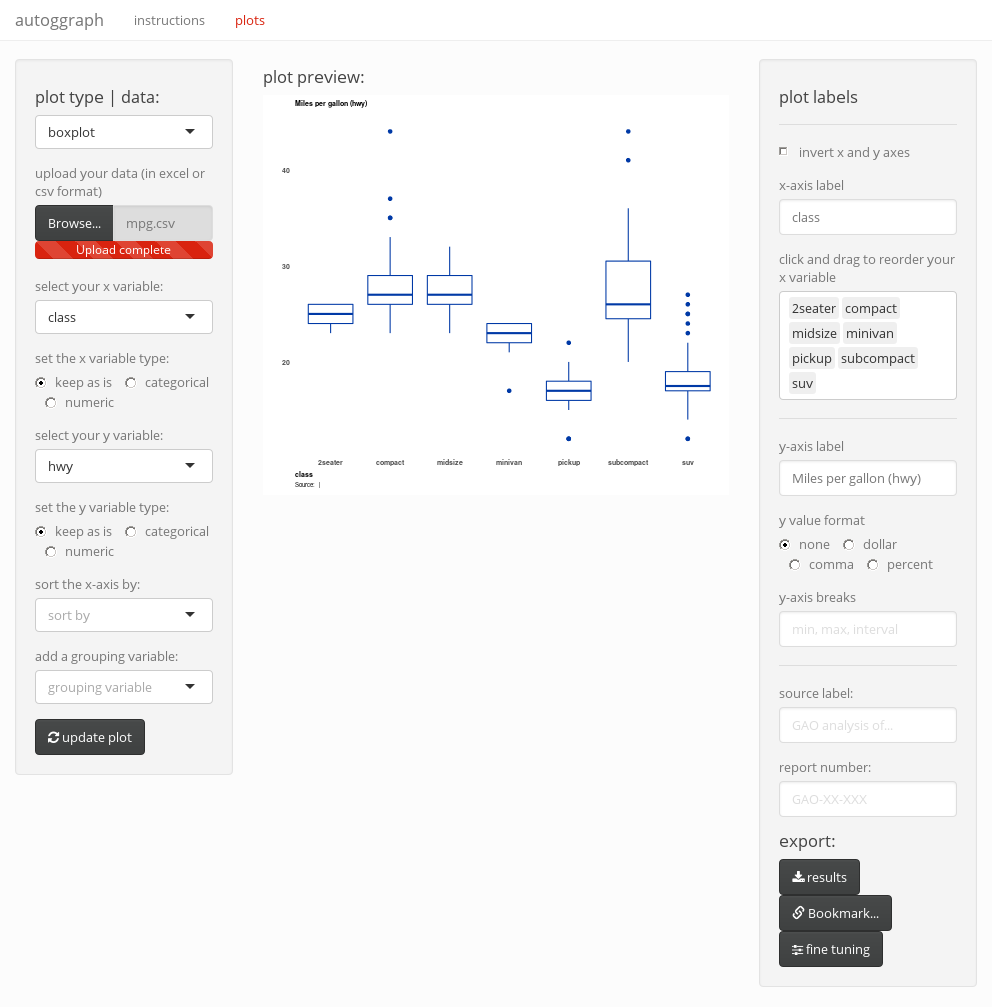 autoggraph
instructions
plots
plot type | data:
boxplot
upload your data (in excel or
csv format)
Browse...
mpg.csv
Upload complete
select your x variable:
class
set the x variable type:
keep as is
categorical
numeric
select your y variable:
hwy
set the y variable type:
keep as is
categorical
numeric
sort the x-axis by:
sort by
add a grouping variable:
grouping variable
update plot
plot preview:
Miles per gallon (hwy)
40
30
20
2seater
compact
midsize
minivan
pickup
subcompact
suv
class
Source: |
plot labels
invert x and y axes
x-axis label
class
click and drag to reorder your
x variable
2seater compact
midsize minivan
pickup subcompact
suv
y-axis label
Miles per gallon (hwy)
y value format
none
dollar
comma
percent
y-axis breaks
min, max, interval
source label:
GAO analysis of...
report number:
GAO-XX-XXX
export:
results
Bookmark...
fine tuning